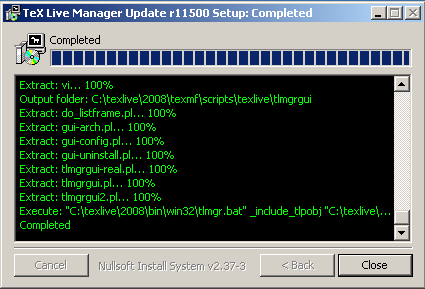 TeX Live Manager Update r11500 Setup: Completed
Completed
Extract: vi... 100%
Output folder: C:\texlive\2008\texmf\scripts\texlive\tlmgrgui
Extract: do_listframe.pl... 100%
Extract: gui-arch.pl... 100%
Extract: gui-config.pl... 100%
Extract: gui-uninstall.pl... 100%
Extract: tlmgrgui-real.pl... 100%
Extract: tlmgrgui.pl... 100%
Extract: tlmgrgui2.pl... 100%
Execute: "C:\texlive\2008\bin\win32\tlmgr.bat" _include_tlpobj "C:\texlive\...
Completed
Cancel Nullsoft Install System v2.37-3 < Back Close